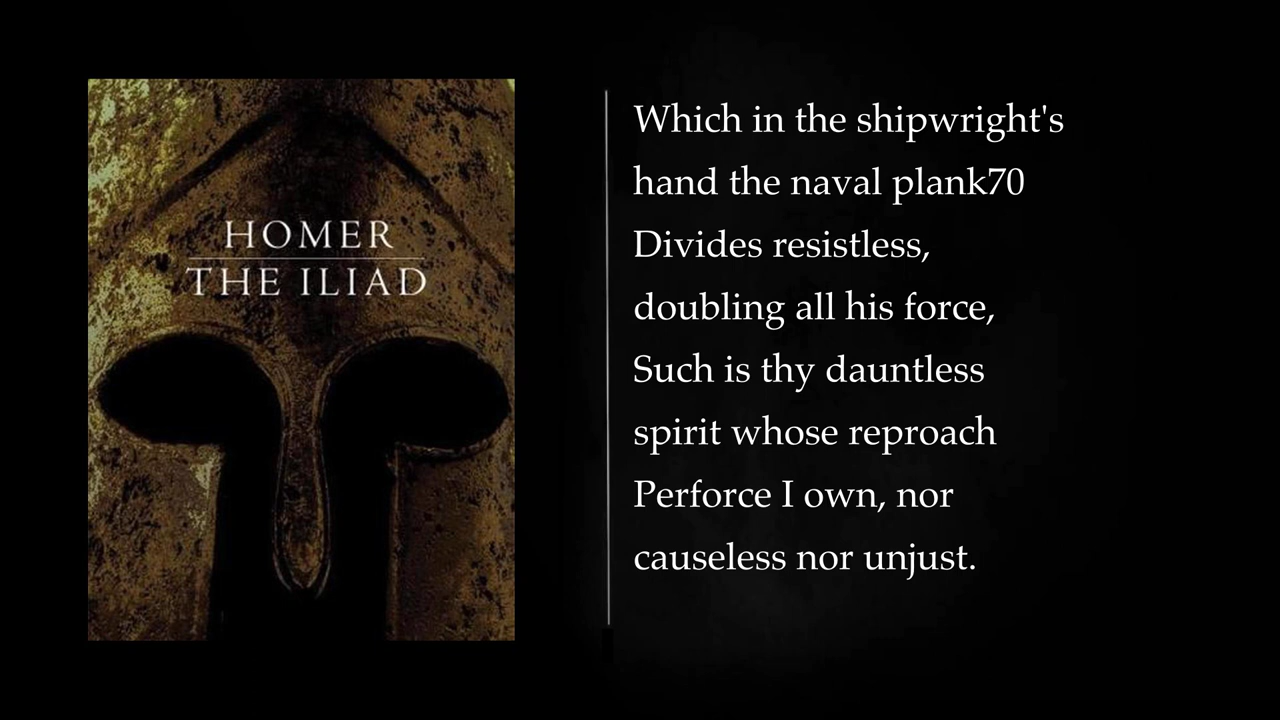 HOMER
THE ILIAD
Which in the shipwright's
hand the naval plank70
Divides resistless,
doubling all his force,
Such is thy dauntless
spirit whose reproach
Perforce I own, nor
causeless nor unjust.